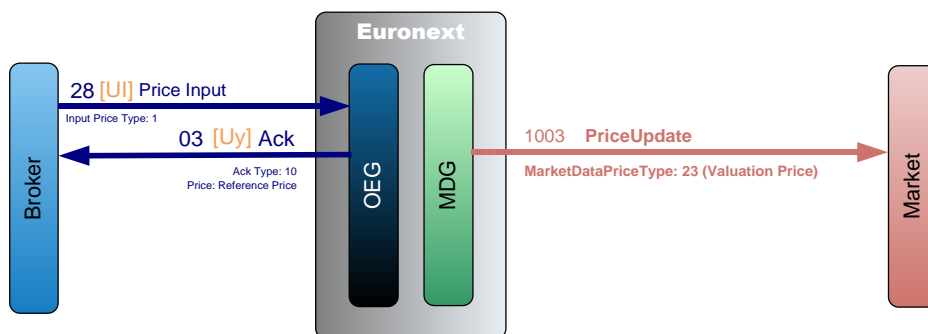 Euronext
28 [UI] Price Input
Input Price Type: 1
03 [Uy] Ack
Ack Type: 10
Price: Reference Price
1003 PriceUpdate
MarketDataPriceType: 23 (Valuation Price)
Broker
OEG
MDG
Market